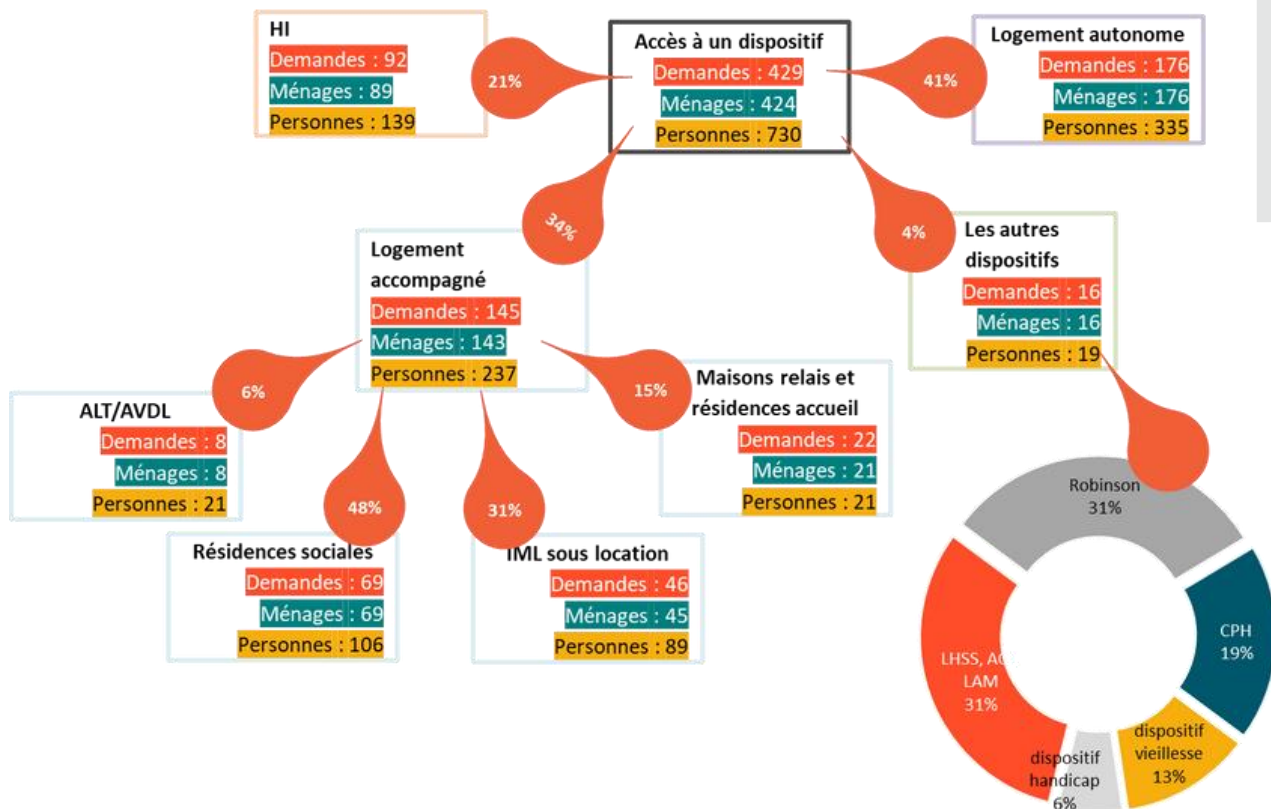 HI
Demandes : 92
Ménages : 89
Personnes : 139
21%
Accès à un dispositif
Demandes : 429
Ménages : 424
Personnes : 730
41%
Logement autonome
Demandes : 176
Ménages : 176
Personnes : 335
34%
Logement
accompagné
Demandes : 145
Ménages : 143
Personnes : 237
4%
Les autres
dispositifs
Demandes : 16
Ménages : 16
Personnes : 19
6%
ALT/AVDL
Demandes : 8
Ménages : 8
Personnes : 21
48%
Résidences sociales
Demandes : 69
Ménages : 69
Personnes : 106
31%
IML sous location
Demandes : 46
Ménages : 45
Personnes : 89
15%
Maisons relais et
résidences accueil
Demandes : 22
Ménages : 21
Personnes : 21
Robinson
31%
CPH
19%
dispositif
vieillesse
13%
dispositif
handicap
6%
LHSS,
LAM
31%